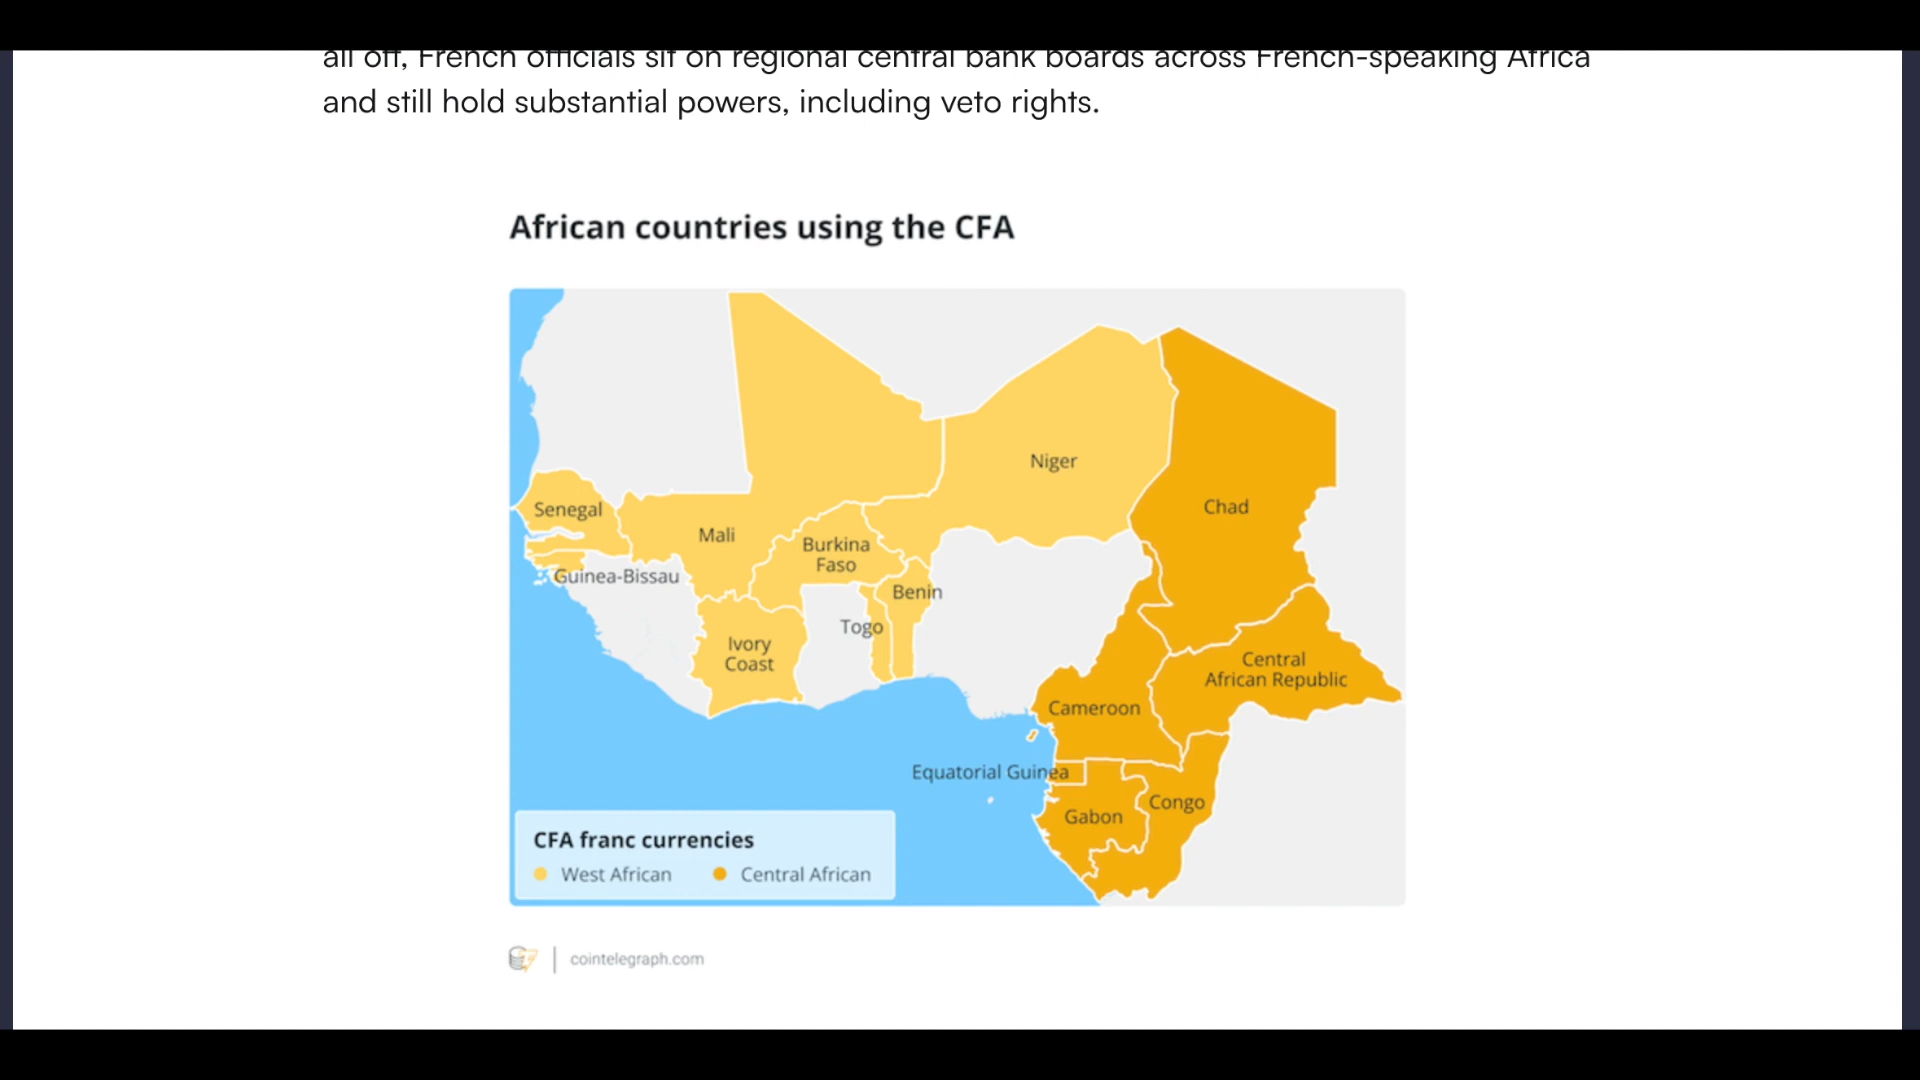 all off, French officials sit on regional central bank boards across French-speaking Africa
and still hold substantial powers, including veto rights.
African countries using the CFA
Niger
Chad
Senegal
Mali
Burkina
Faso
Guinea-Bissau
Benin
Togo
Ivory
Coast
Central
African Republic
Cameroon
Equatorial Guinea
Congo
Gabon
CFA franc currencies
West African
Central African
cointelegraph.com